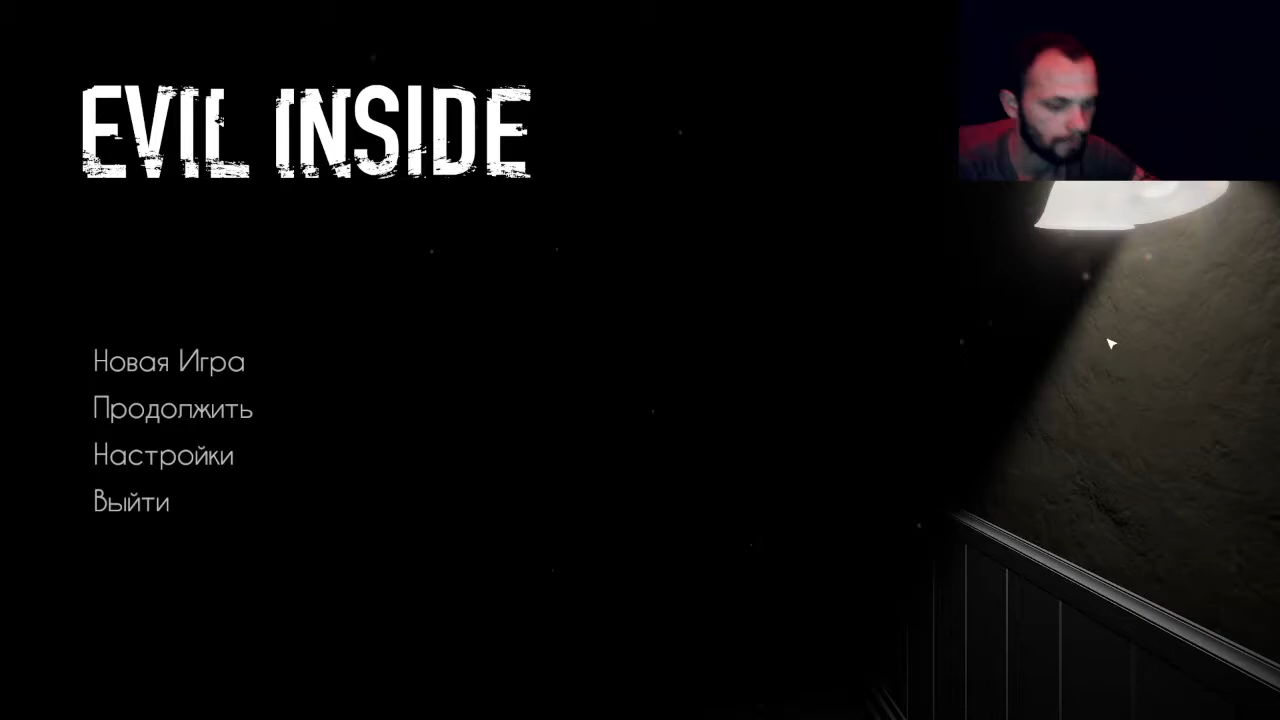 EVIL INSIDE
Новая Игра
Продолжить
Настройки
Выйти